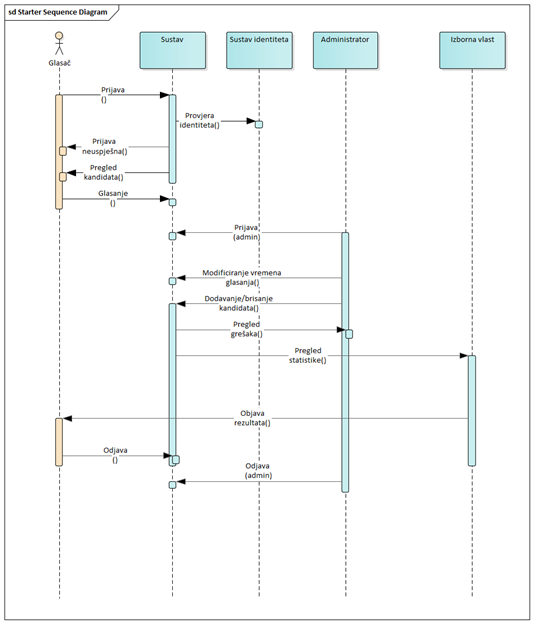 sd Starter Sequence Diagram
Glasač
Sustav
Sustav identiteta
Administrator
Izborna vlast
Prijava
()
Provjera
identiteta()
Prijava
neuspješna()
Pregled
kandidata()
Glasanje
()
Prijava
(admin)
Modificiranje vremena
glasanja()
Dodavanje/brisanje
kandidata()
Pregled
grešaka()
Pregled
statistike()
Objava
rezultata()
Odjava
()
Odjava
(admin)